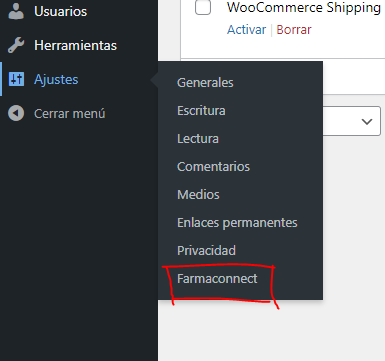 Usuarios
Herramientas
Ajustes
Cerrar menú
WooCommerce Shipping
Activar | Borrar
Generales
Escritura
Lectura
Comentarios
Medios
Enlaces permanentes
Privacidad
Farmaconnect